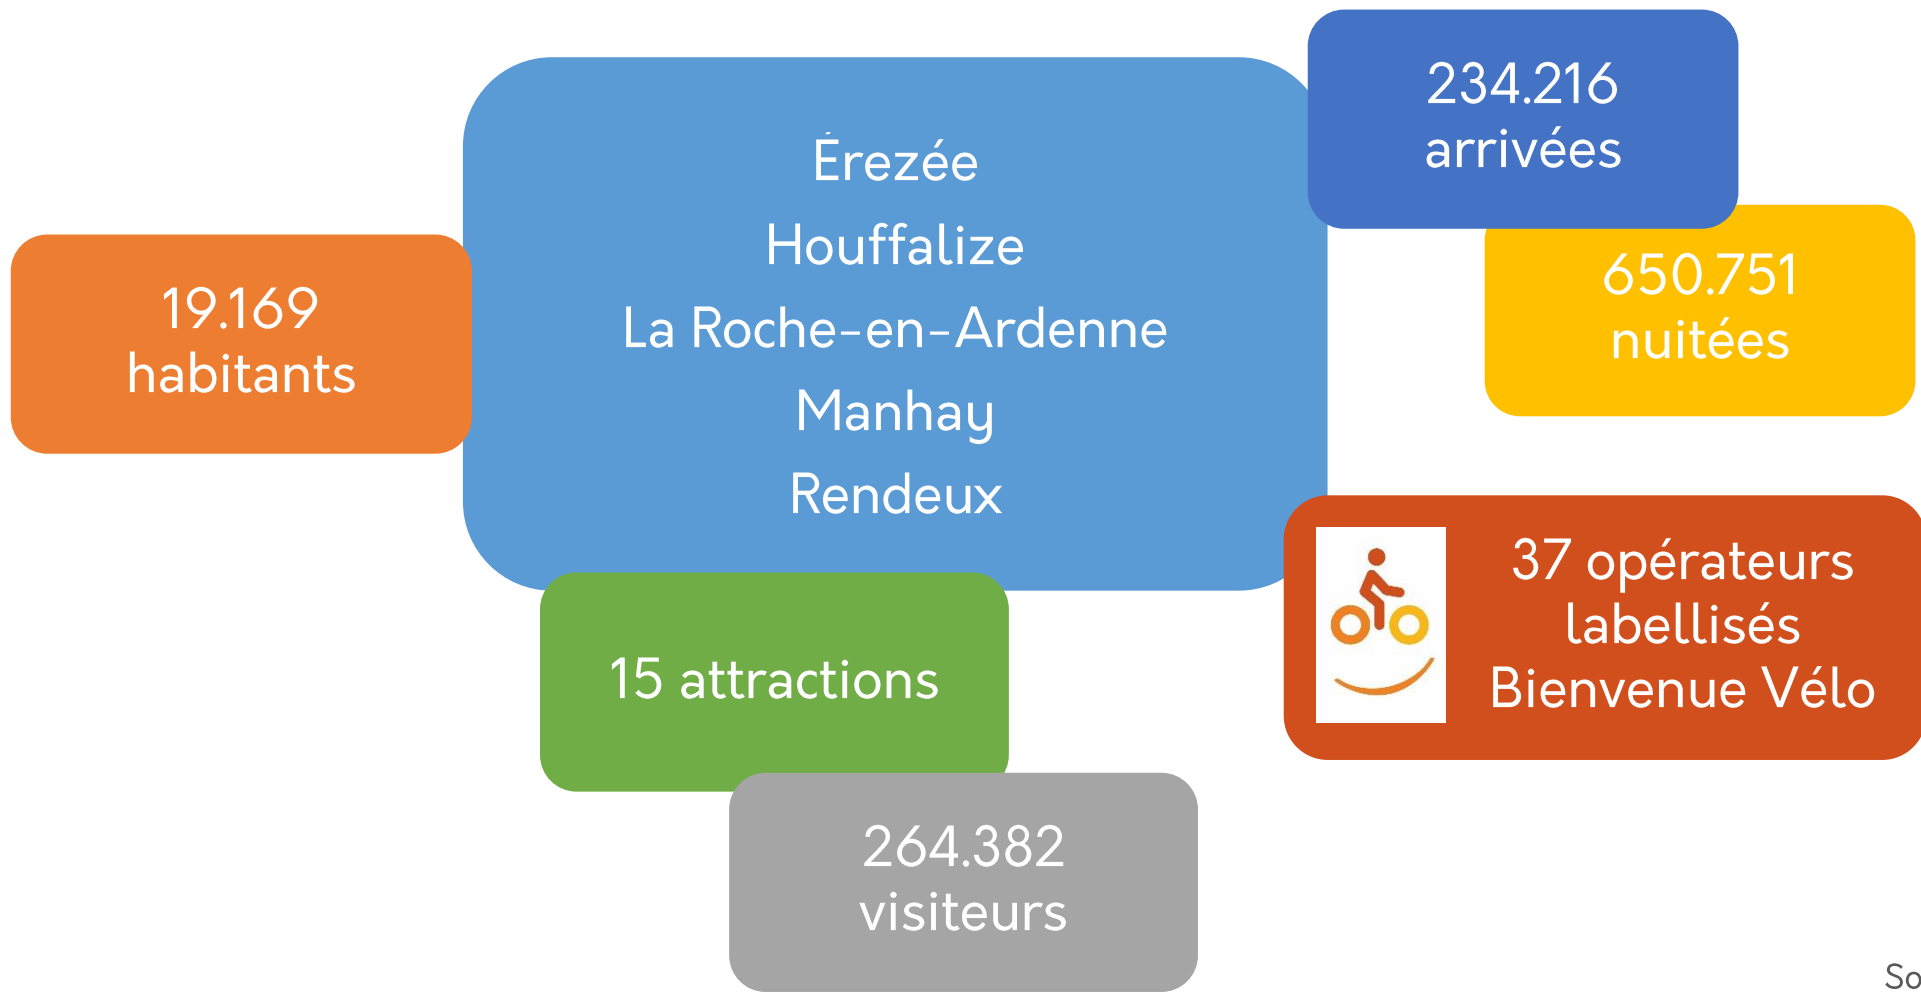 Érezée
Houffalize
La Roche-en-Ardenne
Manhay
Rendeux
19.169
habitants
234.216
arrivées
650.751
nuitées
37 opérateurs
labellisés
Bienvenue Vélo
15 attractions
264.382
visiteurs